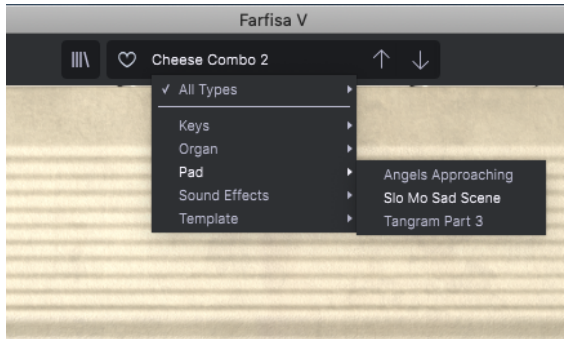 Farfisa V
Cheese Combo 2
✓ All Types
Keys
Organ
Pad
Sound Effects
Template
Angels Approaching
Slo Mo Sad Scene
Tangram Part 3